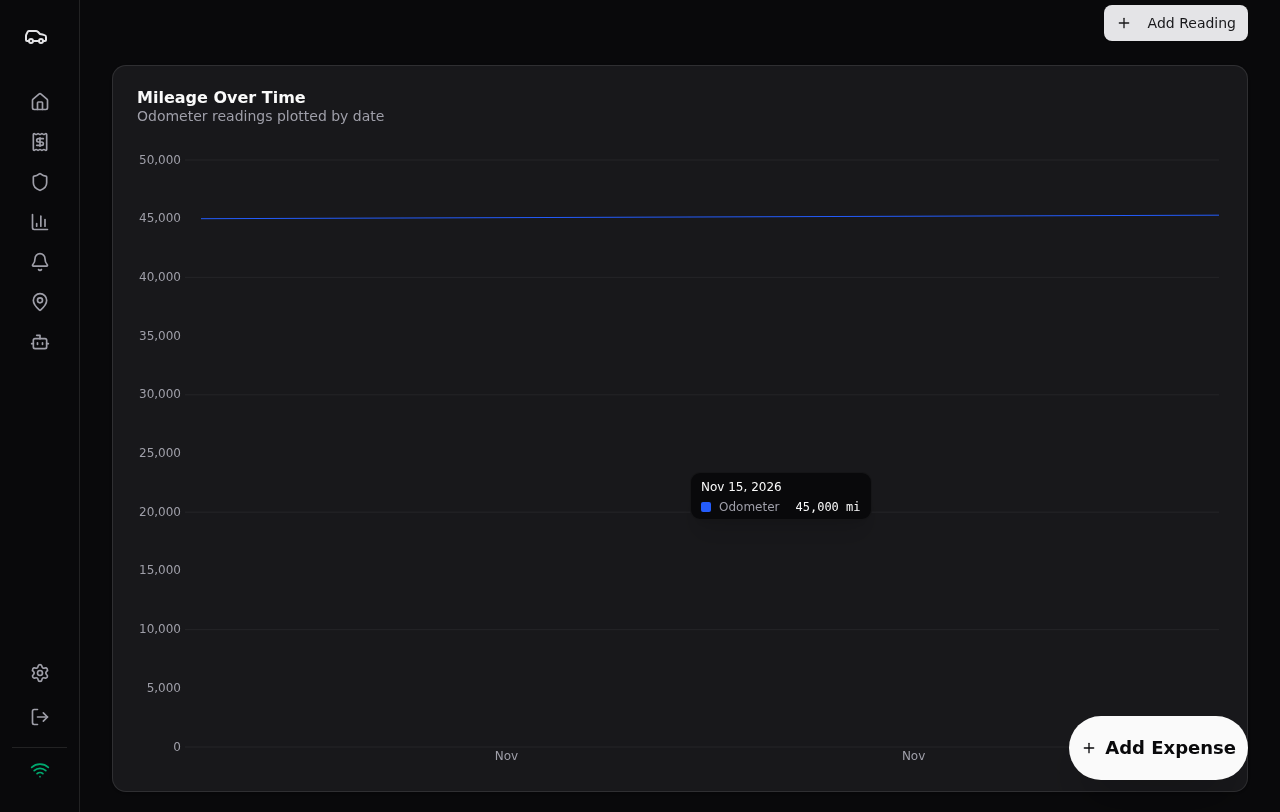 Add Reading
Mileage Over Time
Odometer readings plotted by date
50,000
45,000
40,000
35,000
30,000
25,000
Nov 15, 2026
Odometer 45,000 mi
20,000
15,000
10,000
5,000
0
Nov Nov
Add Expense